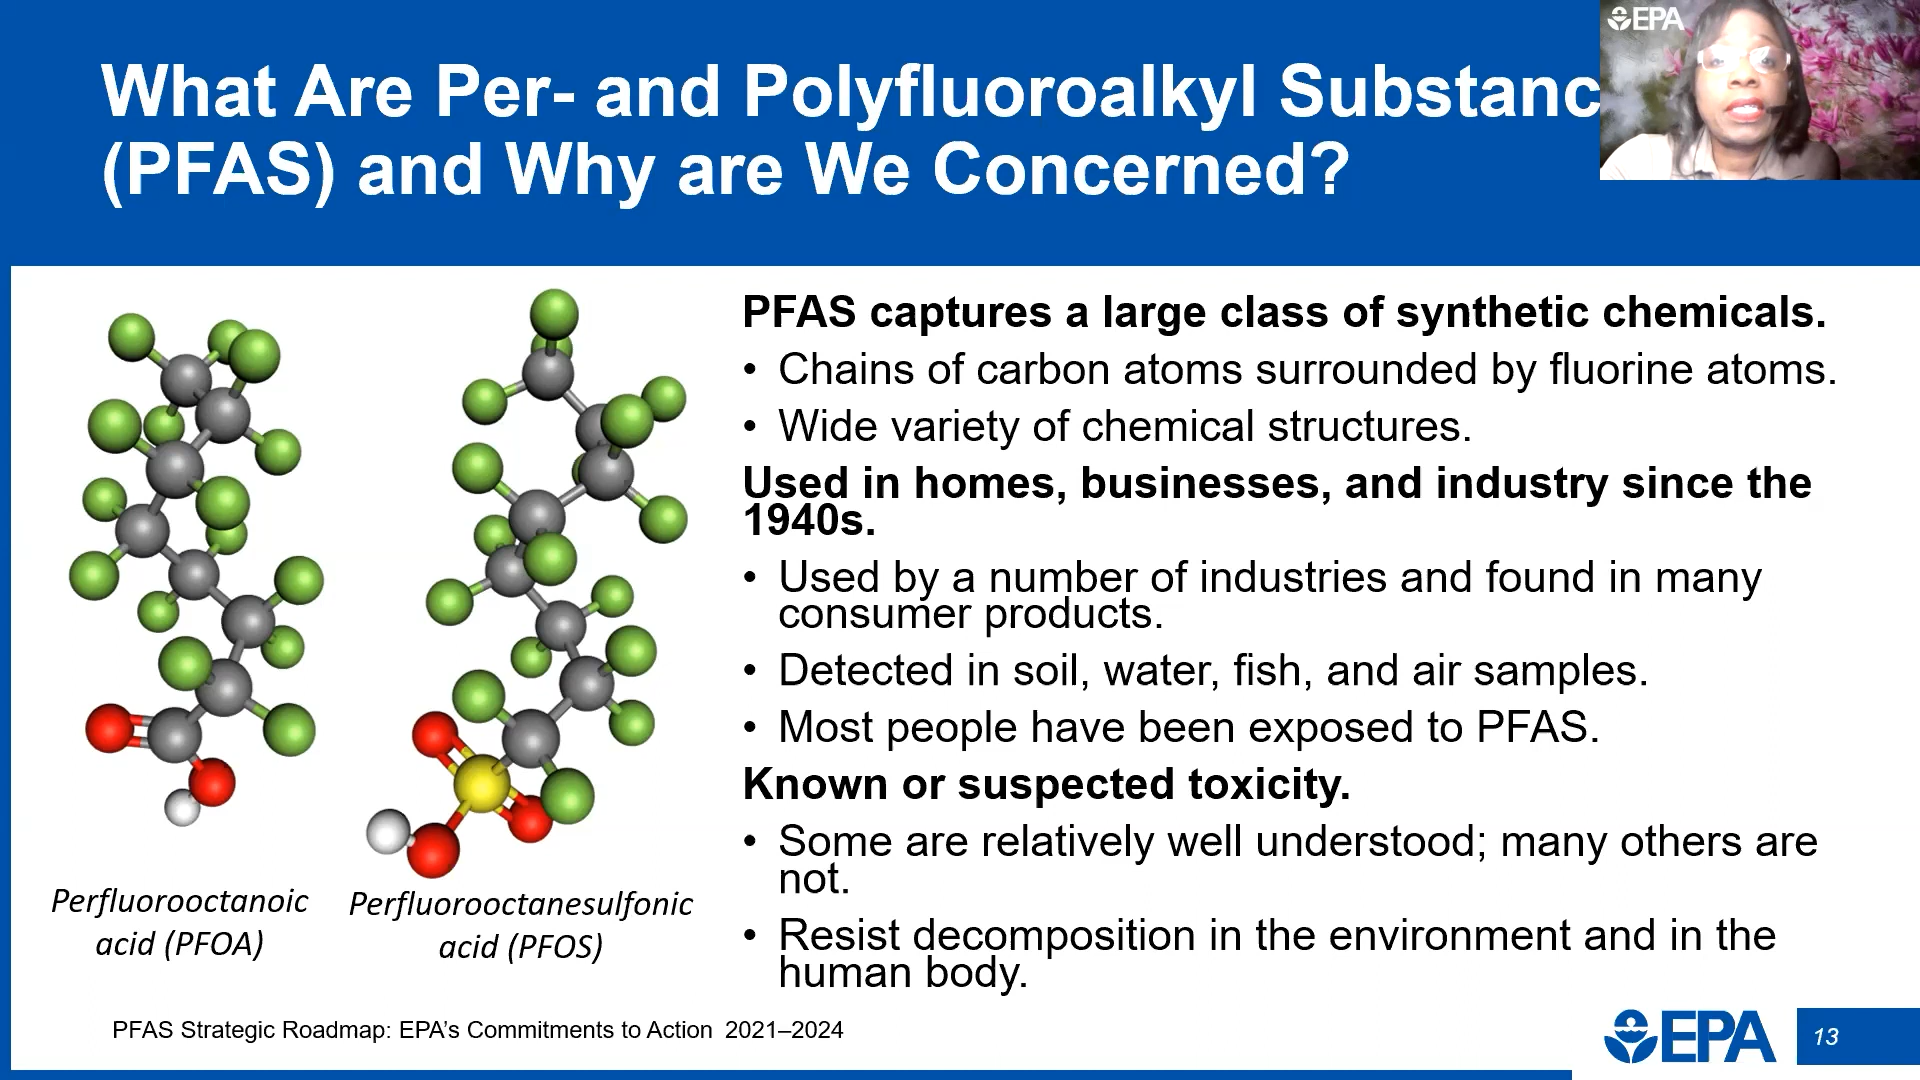 EPA
What Are Per- and Polyfluoroalkyl Substanc
(PFAS) and Why are We Concerned?
PFAS captures a large class of synthetic chemicals.
• Chains of carbon atoms surrounded by fluorine atoms.
• Wide variety of chemical structures.
Used in homes, businesses, and industry since the
1940s.
• Used by a number of industries and found in many
consumer products.
• Detected in soil, water, fish, and air samples.
• Most people have been exposed to PFAS.
Known or suspected toxicity.
• Some are relatively well understood; many others are
not.
• Resist decomposition in the environment and in the
human body.
Perfluorooctanoic
acid (PFOA)
Perfluorooctanesulfonic
acid (PFOS)
PFAS Strategic Roadmap: EPA’s Commitments to Action 2021–2024
EPA
13